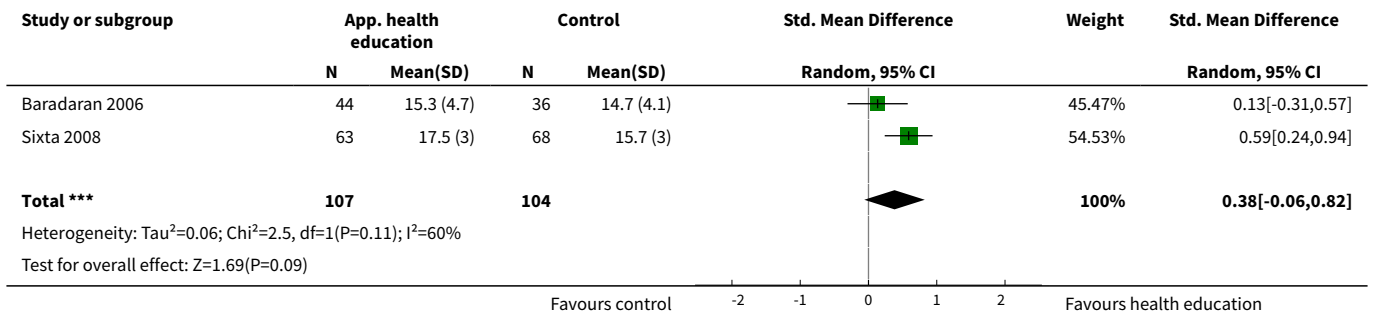 Study or subgroup App. health education Control Std. Mean Difference Weight Std. Mean Difference
N Mean(SD) N Mean(SD) Random, 95% CI Random, 95% CI
Baradaran 2006 44 15.3 (4.7) 36 14.7 (4.1) 45.47% 0.13[-0.31,0.57]
Sixta 2008 63 17.5 (3) 68 15.7 (3) 54.53% 0.59[0.24,0.94]
Total *** 107 104 100% 0.38[-0.06,0.82]
Heterogeneity: Tau²=0.06; Chi²=2.5, df=1(P=0.11); I²=60%
Test for overall effect: Z=1.69(P=0.09)
Favours control -2 -1 0 1 2 Favours health education